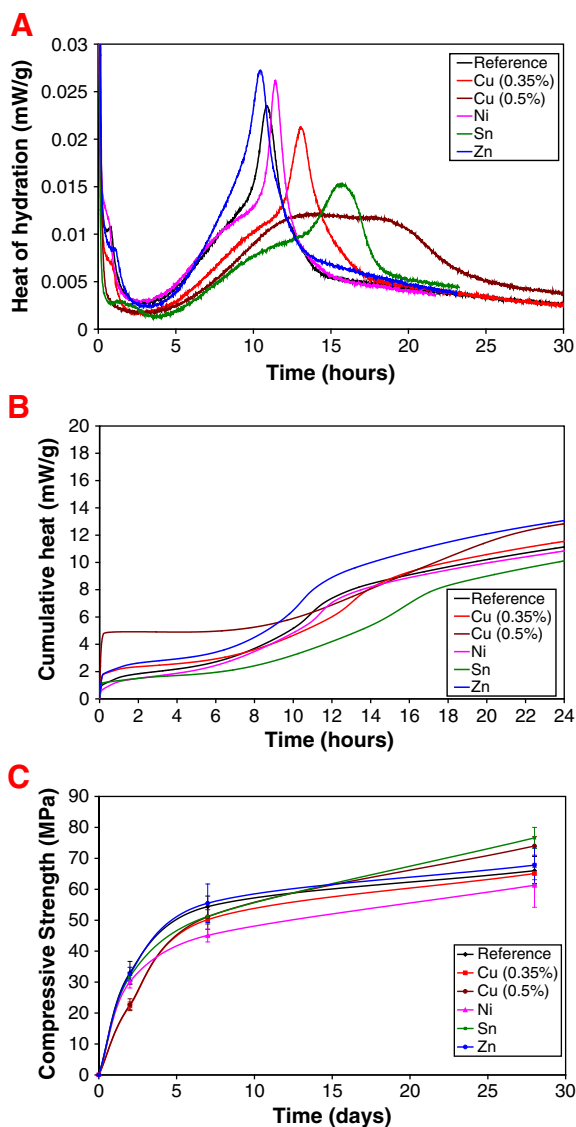 A
Heat of hydration (mW/g)
0.03
0.025
0.02
0.015
0.01
0.005
0
Reference
Cu (0.35%)
Cu (0.5%)
Ni
Sn
Zn
0 5 10 15 20 25 30
Time (hours)
B
Cumulative heat (mW/g)
20
18
16
14
12
10
8
6
4
2
0
Reference
Cu (0.35%)
Cu (0.5%)
Ni
Sn
Zn
0 2 4 6 8 10 12 14 16 18 20 22 24
Time (hours)
C
Compressive Strength (MPa)
90
80
70
60
50
40
30
20
10
0
Reference
Cu (0.35%)
Cu (0.5%)
Ni
Sn
Zn
0 5 10 15 20 25 30
Time (days)